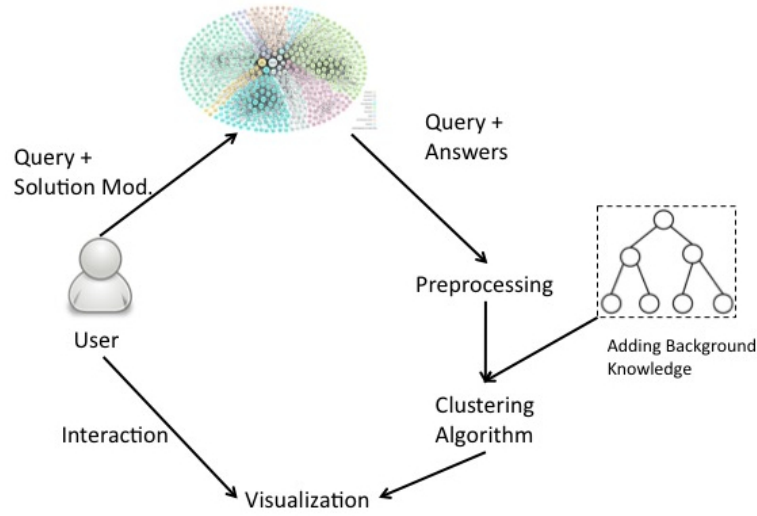 Query +
Solution Mod.
Query +
Answers
User
Preprocessing
Adding Background
Knowledge
Clustering
Algorithm
Interaction
Visualization